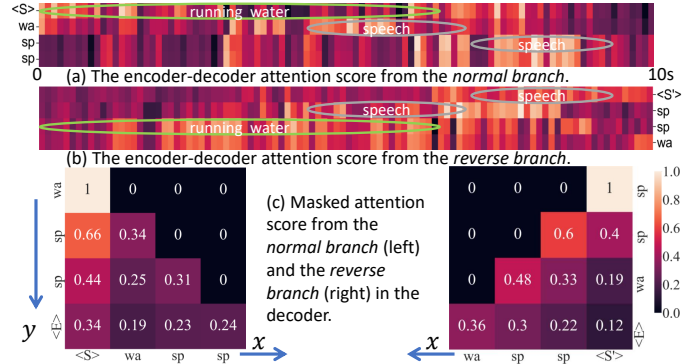 <S>
running water
wa
speech
sp
speech
sp
0
10s
(a) The encoder-decoder attention score from the normal branch.
speech
<S'>
speech
sp
running water
sp
wa
(b) The encoder-decoder attention score from the reverse branch.
wa
1 0 0 0
sp
0.66 0.34 0 0
sp
0.44 0.25 0.31 0
<E>
0.34 0.19 0.23 0.24
<S> wa sp sp
y
x
(c) Masked attention
score from the
normal branch (left)
and the reverse
branch (right) in the
decoder.
0 0 0 1
sp
0 0 0.6 0.4
sp
0 0.48 0.33 0.19
wa
0.36 0.3 0.22 0.12
<E>
wa sp sp <S'>
x
1.0
0.8
0.6
0.4
0.2
0.0